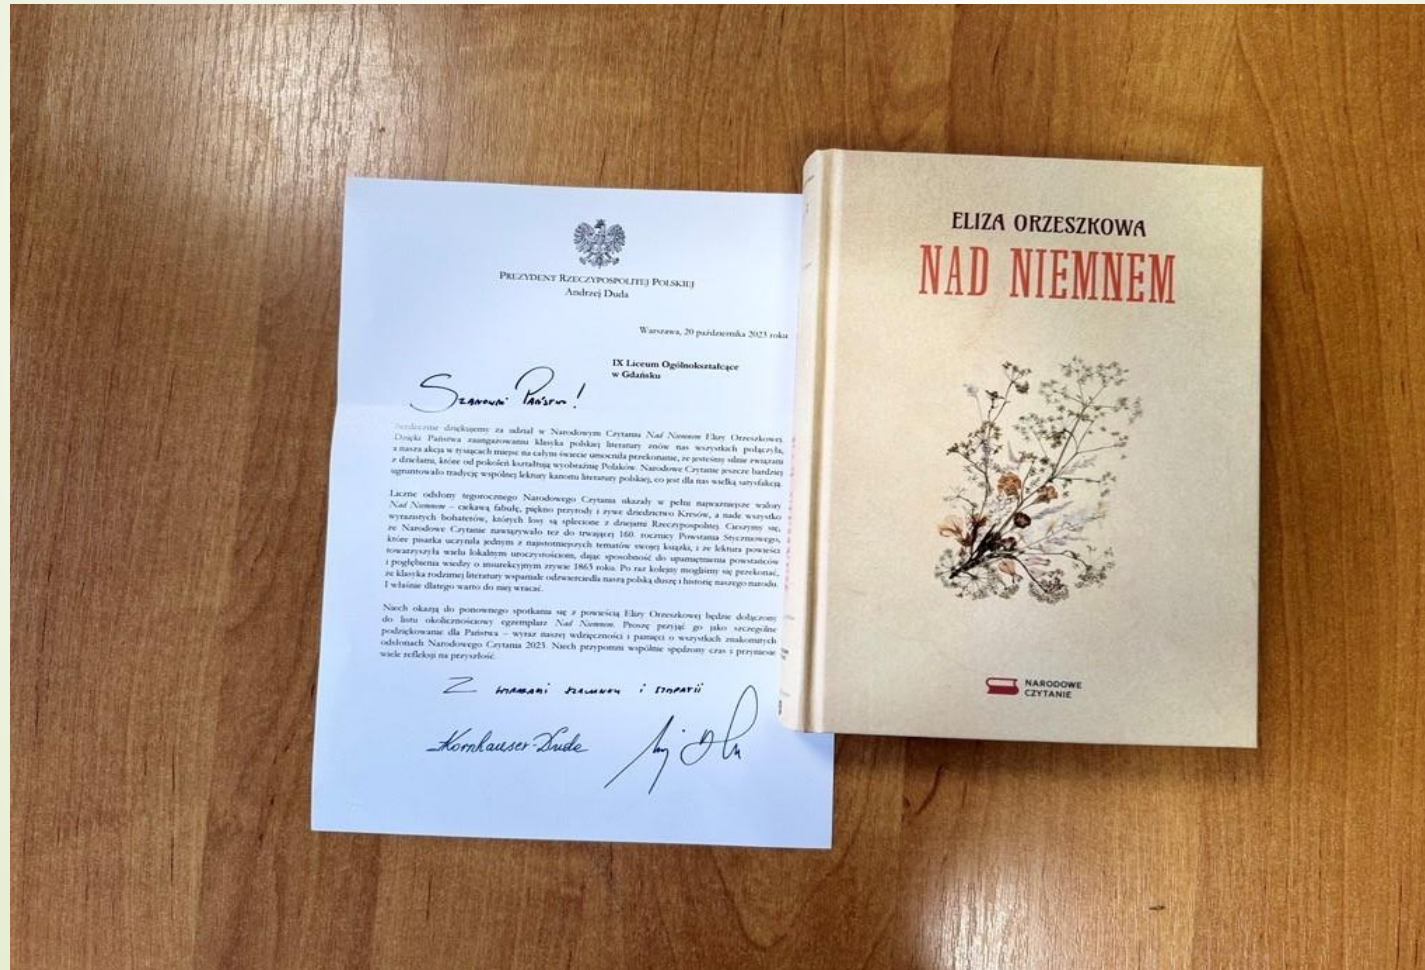 PREZYDENT RZECZYPOSPOLITEJ POLSKIEJ
Andrzej Duda
Warszawa, 20 października 2023 roku
IX Liceum Ogólnokształcące
w Gdańsku
Szanowni Państwo!
Serdecznie dziękujemy za udział w Narodowym Czytaniu Nad Niemnem Elizy Orzeszkowej.
Dzięki Państwa zaangażowaniu klasyka polskiej literatury znów nas wszystkich połączyła,
a nasza akcja w tysiącach miejsc na całym świecie umocniła przekonanie, że jesteśmy silnie związani
z dziełami, które od pokoleń kształtują wyobraźnię Polaków. Narodowe Czytanie jeszcze bardziej
ugruntowało tradycję wspólnej lektury kanonu literatury polskiej, co jest dla nas wielką satysfakcją.
Liczne odsłony tegorocznego Narodowego Czytania ukazały w pełni najważniejsze walory
Nad Niemnem – ciekawą fabułę, piękno przyrody i żywe dziedzictwo Kresów, a nade wszystko
wyrazistych bohaterów, których losy są splecione z dziejami Rzeczypospolitej. Cieszymy się,
że Narodowe Czytanie nawiązywało też do trwającej 160. rocznicy Powstania Styczniowego,
które pisarka uczyniła jednym z najistotniejszych tematów swojej książki, i że lektura powieści
towarzyszyła wielu lokalnym uroczystościom, dając sposobność do upamiętnienia powstańców
i pogłębienia wiedzy o insurekcyjnym zrywie 1863 roku. Po raz kolejny mogliśmy się przekonać,
że klasyka rodzimej literatury wspaniale odzwierciedla naszą polską duszę i historię naszego narodu.
I właśnie dlatego warto do niej wracać.
Niech okazją do ponownego spotkania się z powieścią Elizy Orzeszkowej będzie dołączony
do listu okolicznościowy egzemplarz Nad Niemnem. Proszę przyjąć go jako szczególne
podziękowanie dla Państwa – wyraz naszej wdzięczności i pamięci o wszystkich znakomitych
odsłonach Narodowego Czytania 2023. Niech przypomni wspólnie spędzony czas i przyniesie
wiele refleksji na przyszłość.
Z wyrazami szacunku i sympatii
Kornhauser-Duda
ELIZA ORZESZKOWA
NAD NIEMNEM
NARODOWE
CZYTANIE